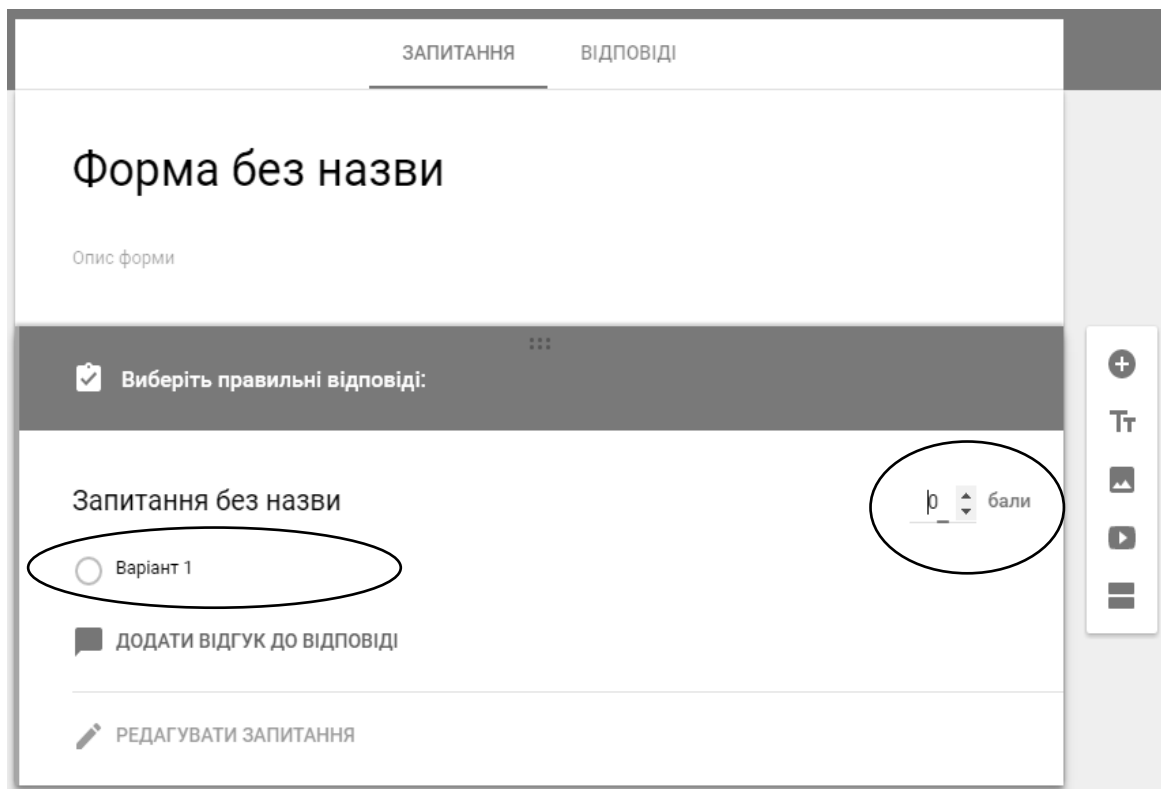 ЗАПИТАННЯ ВІДПОВІДІ
Форма без назви
Опис форми
Виберіть правильні відповіді:
Запитання без назви
0 бали
Варіант 1
ДОДАТИ ВІДГУК ДО ВІДПОВІДІ
РЕДАГУВАТИ ЗАПИТАННЯ
Тт